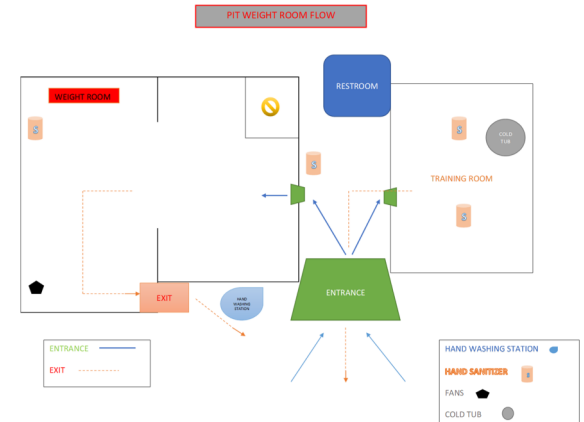 PIT WEIGHT ROOM FLOW
RESTROOM
WEIGHT ROOM
S
S
S
COLD
TUB
TRAINING ROOM
S
ENTRANCE
EXIT
HAND
WASHING
STATION
ENTRANCE
EXIT
HAND WASHING STATION
HAND SANITIZER
S
FANS
COLD TUB